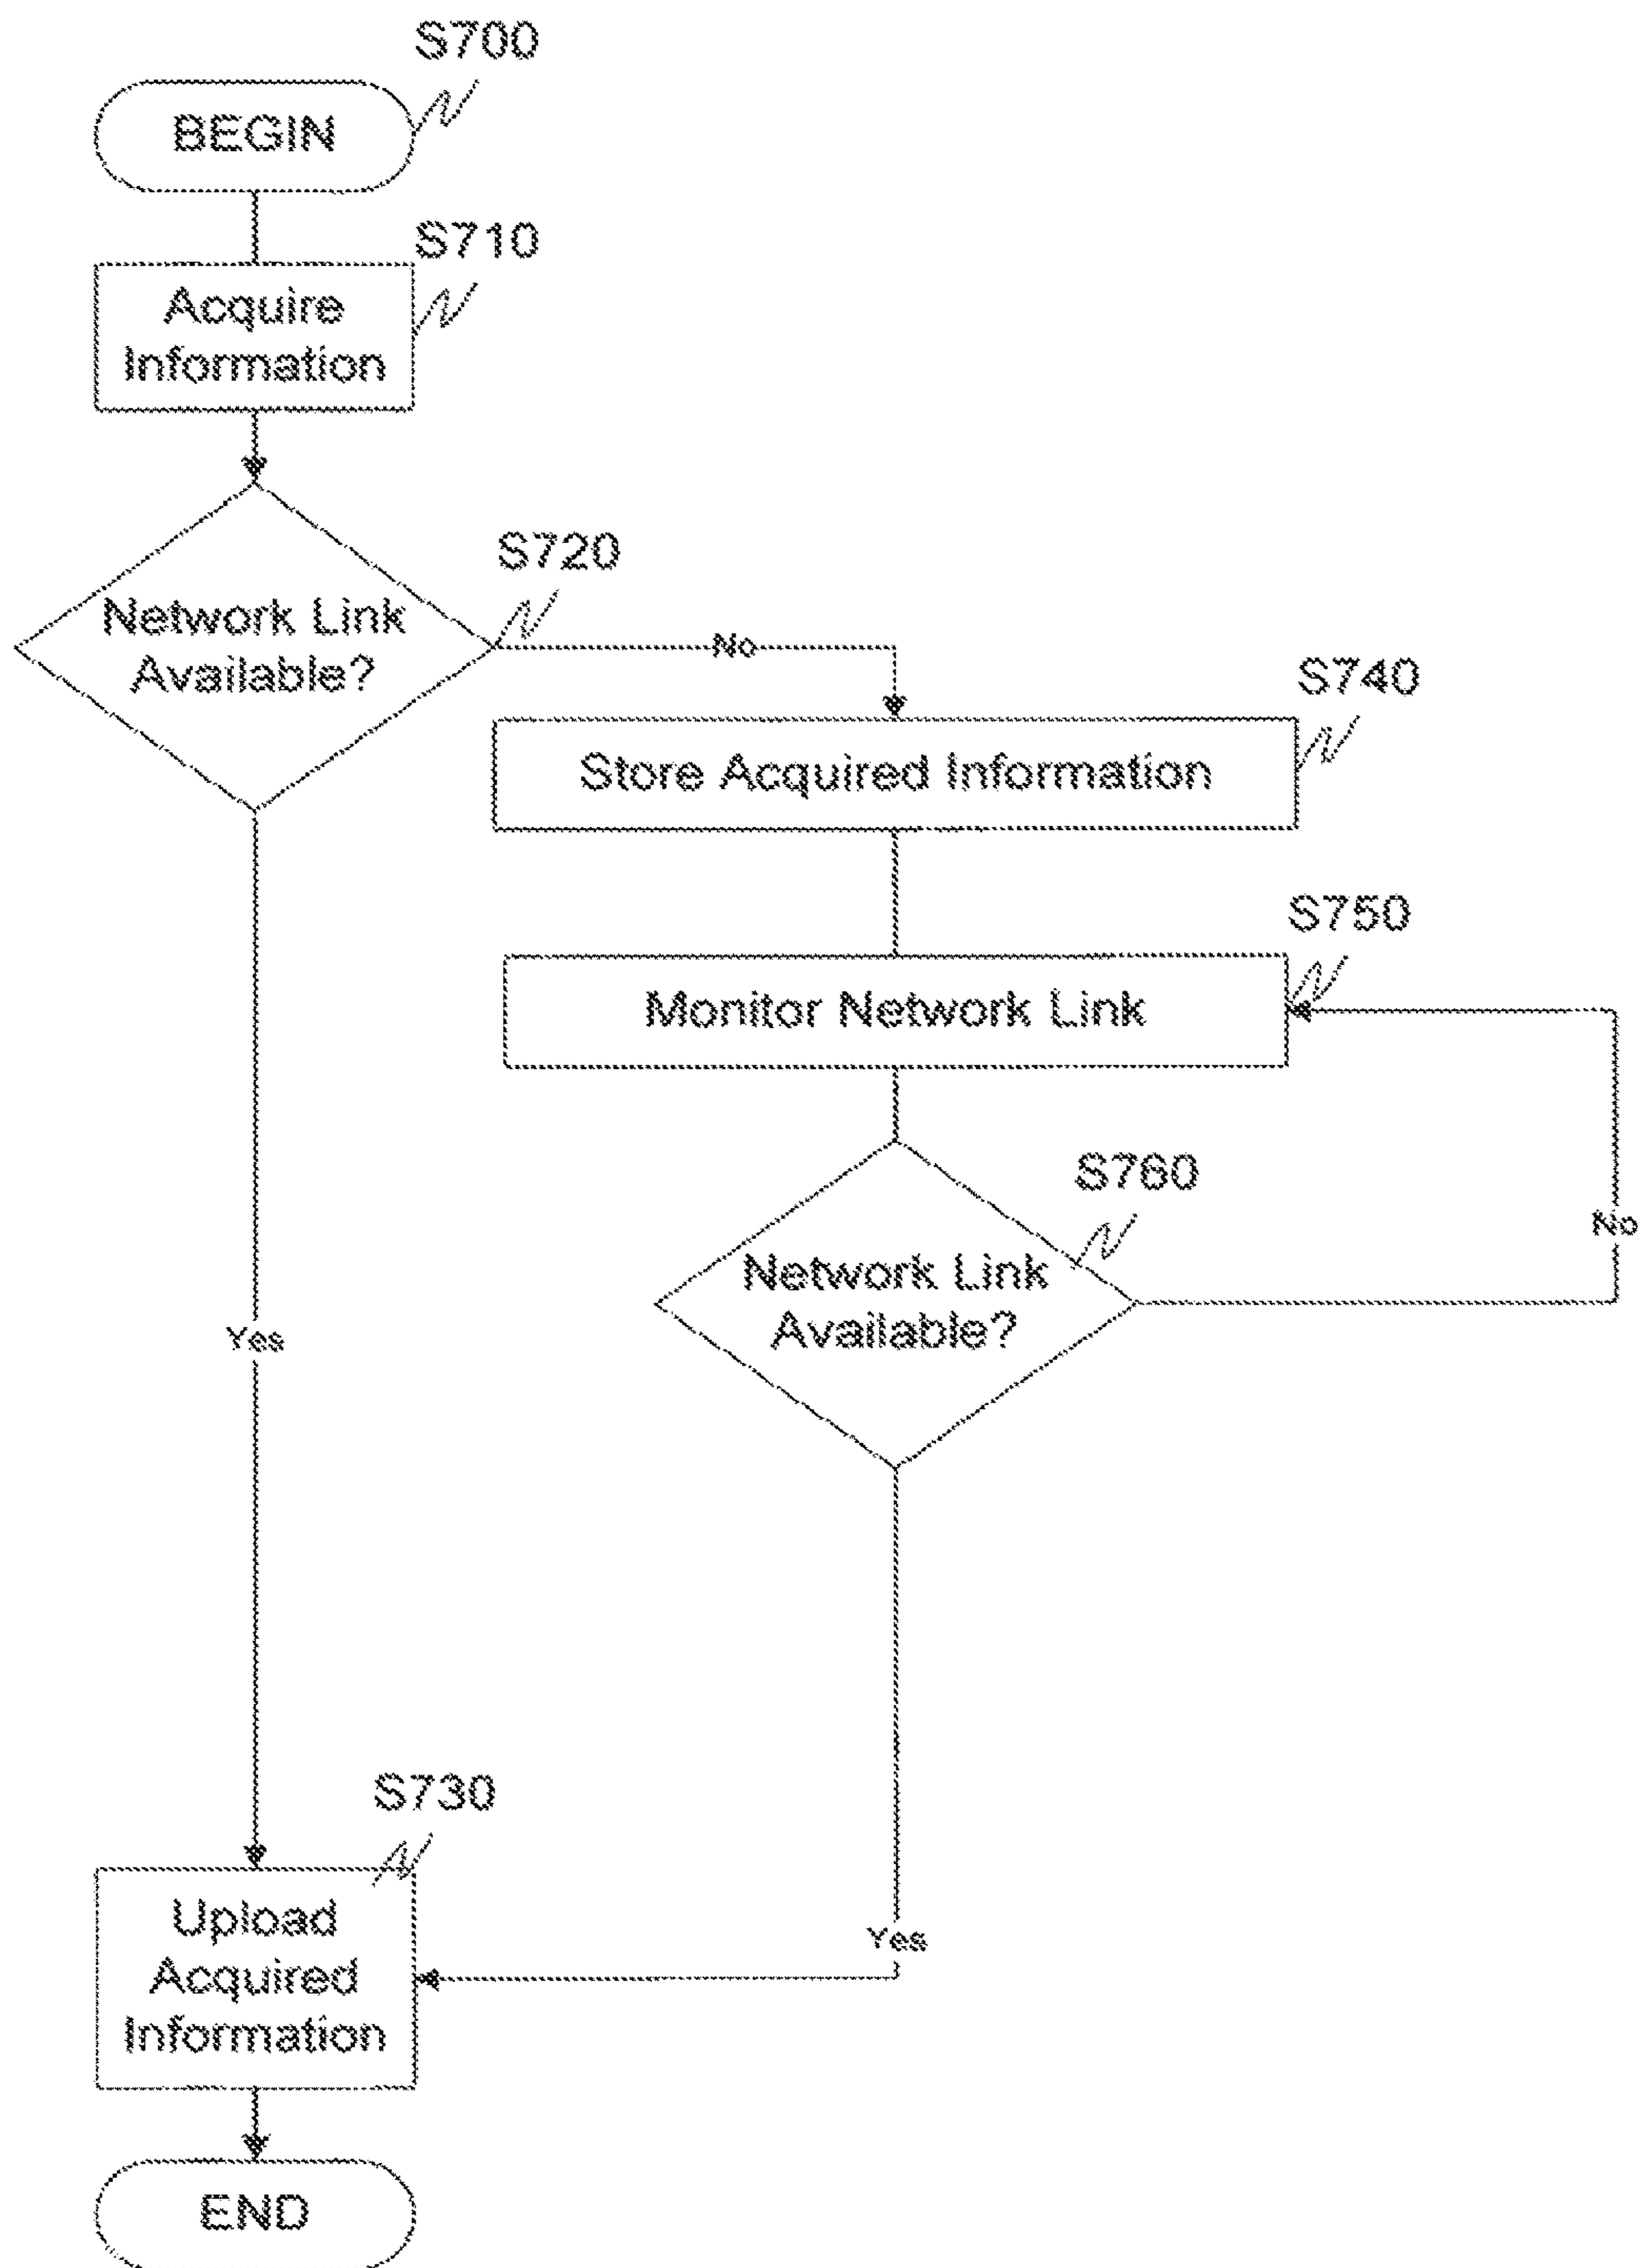 S700
BEGIN
S710
Acquire
Information
S720
Network Link
Available?
No
S740
Store Acquired Information
S750
Monitor Network Link
S760
Network Link
Available?
No
Yes
S730
Upload
Acquired
Information
Yes
END